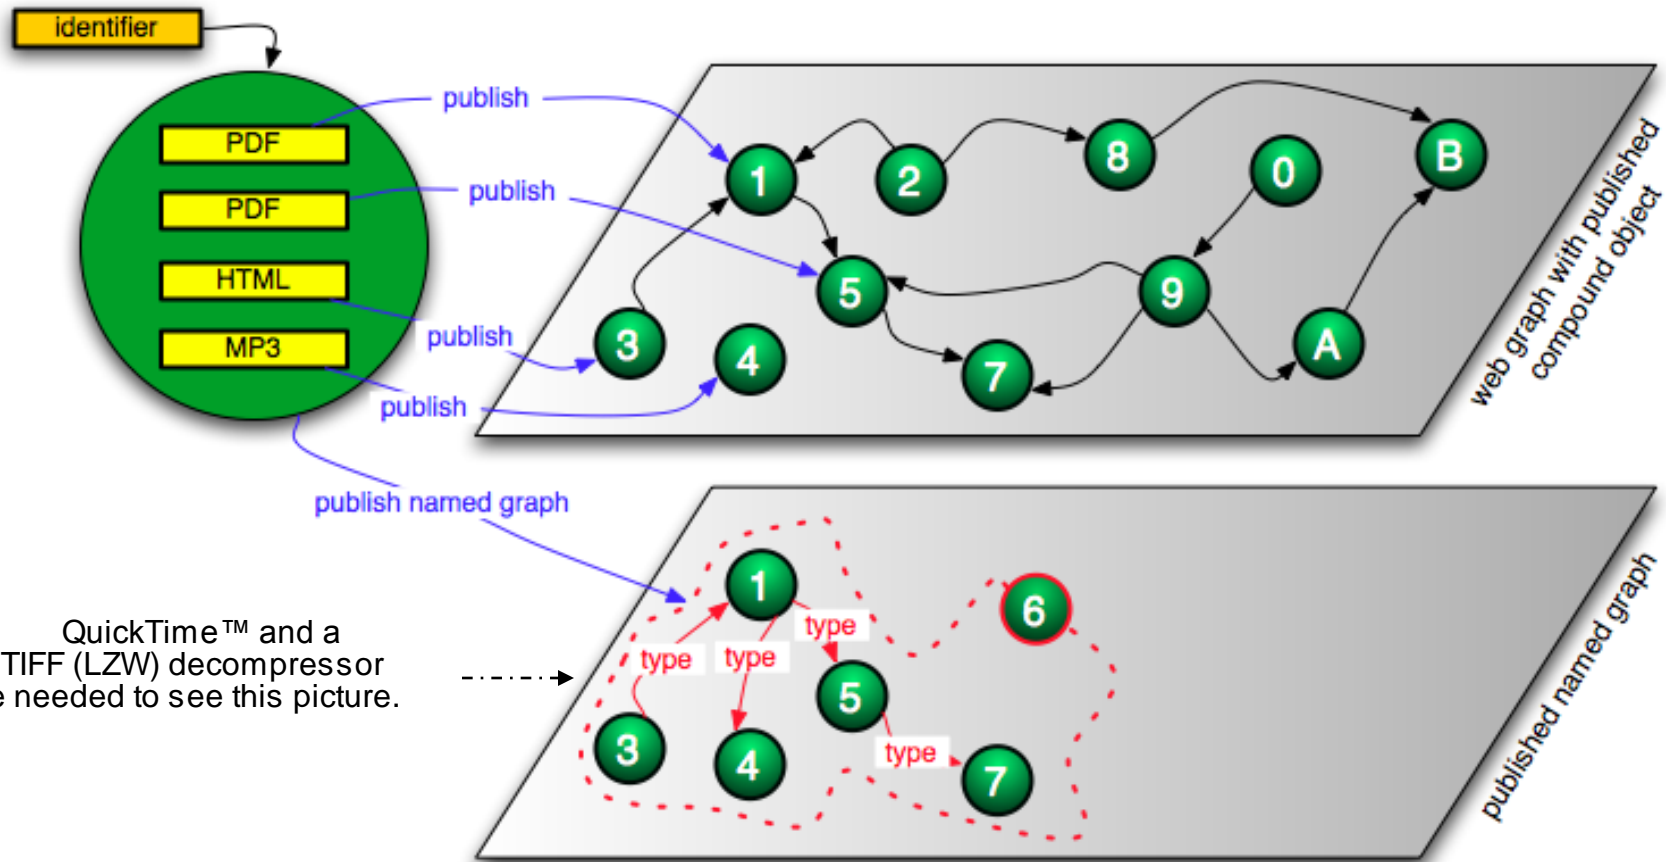 identifier
PDF
PDF
HTML
MP3
publish
publish
publish
publish
1
2
8
0
B
5
9
3
4
7
A
web graph with published
compound object
publish named graph
QuickTime™ and a
TIFF (LZW) decompressor
e needed to see this picture.
1
6
type
type
type
5
3
4
type
7
published named graph